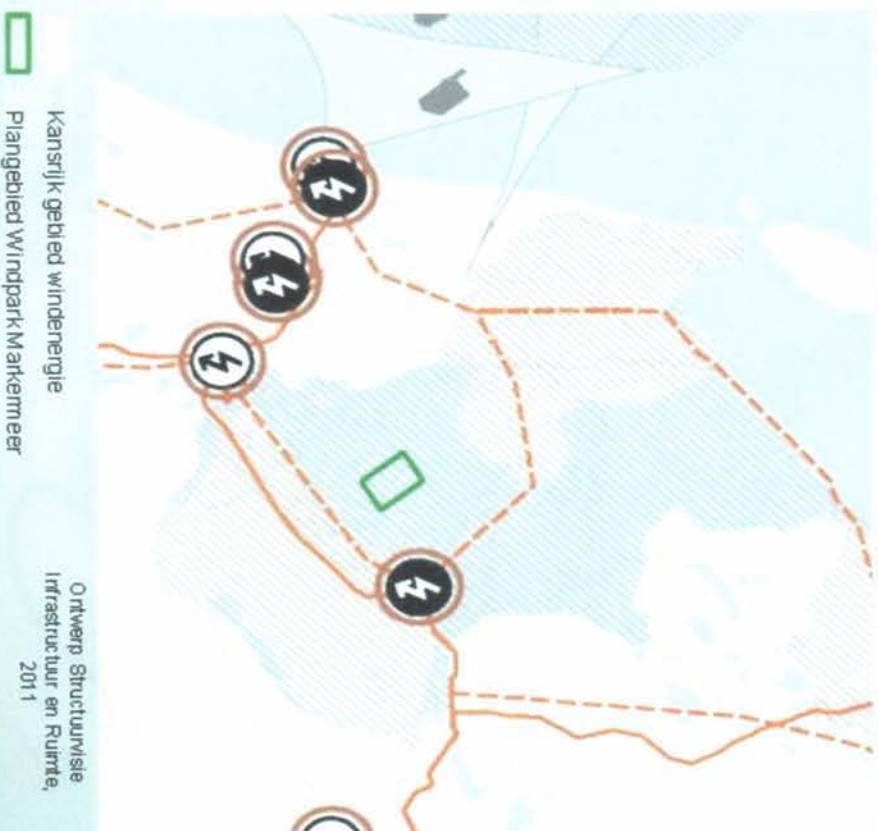 Kansrijk gebied windenergie
Plangebied Windpark Markermeer
Ontwerp Structuurvisie
Infrastructuur en Ruimte,
2011